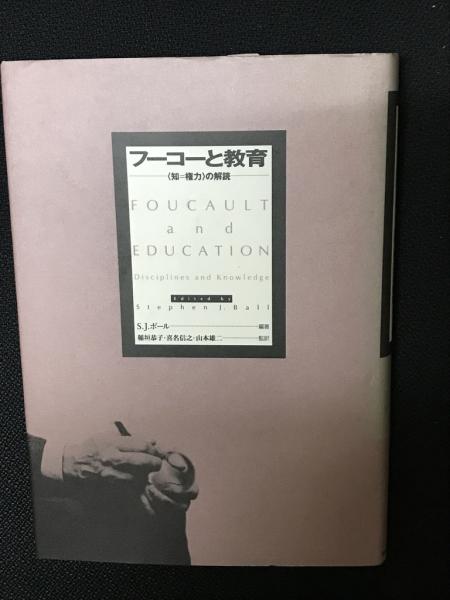 フーコーと教育
〈知=権力〉の解読
FOUCAULT
and
EDUCATION
Disciplines and Knowledge
Edited by
Stephen J. Ball
S.J.ボール 編著
稲垣恭子・喜名信之・山本雄二 監訳